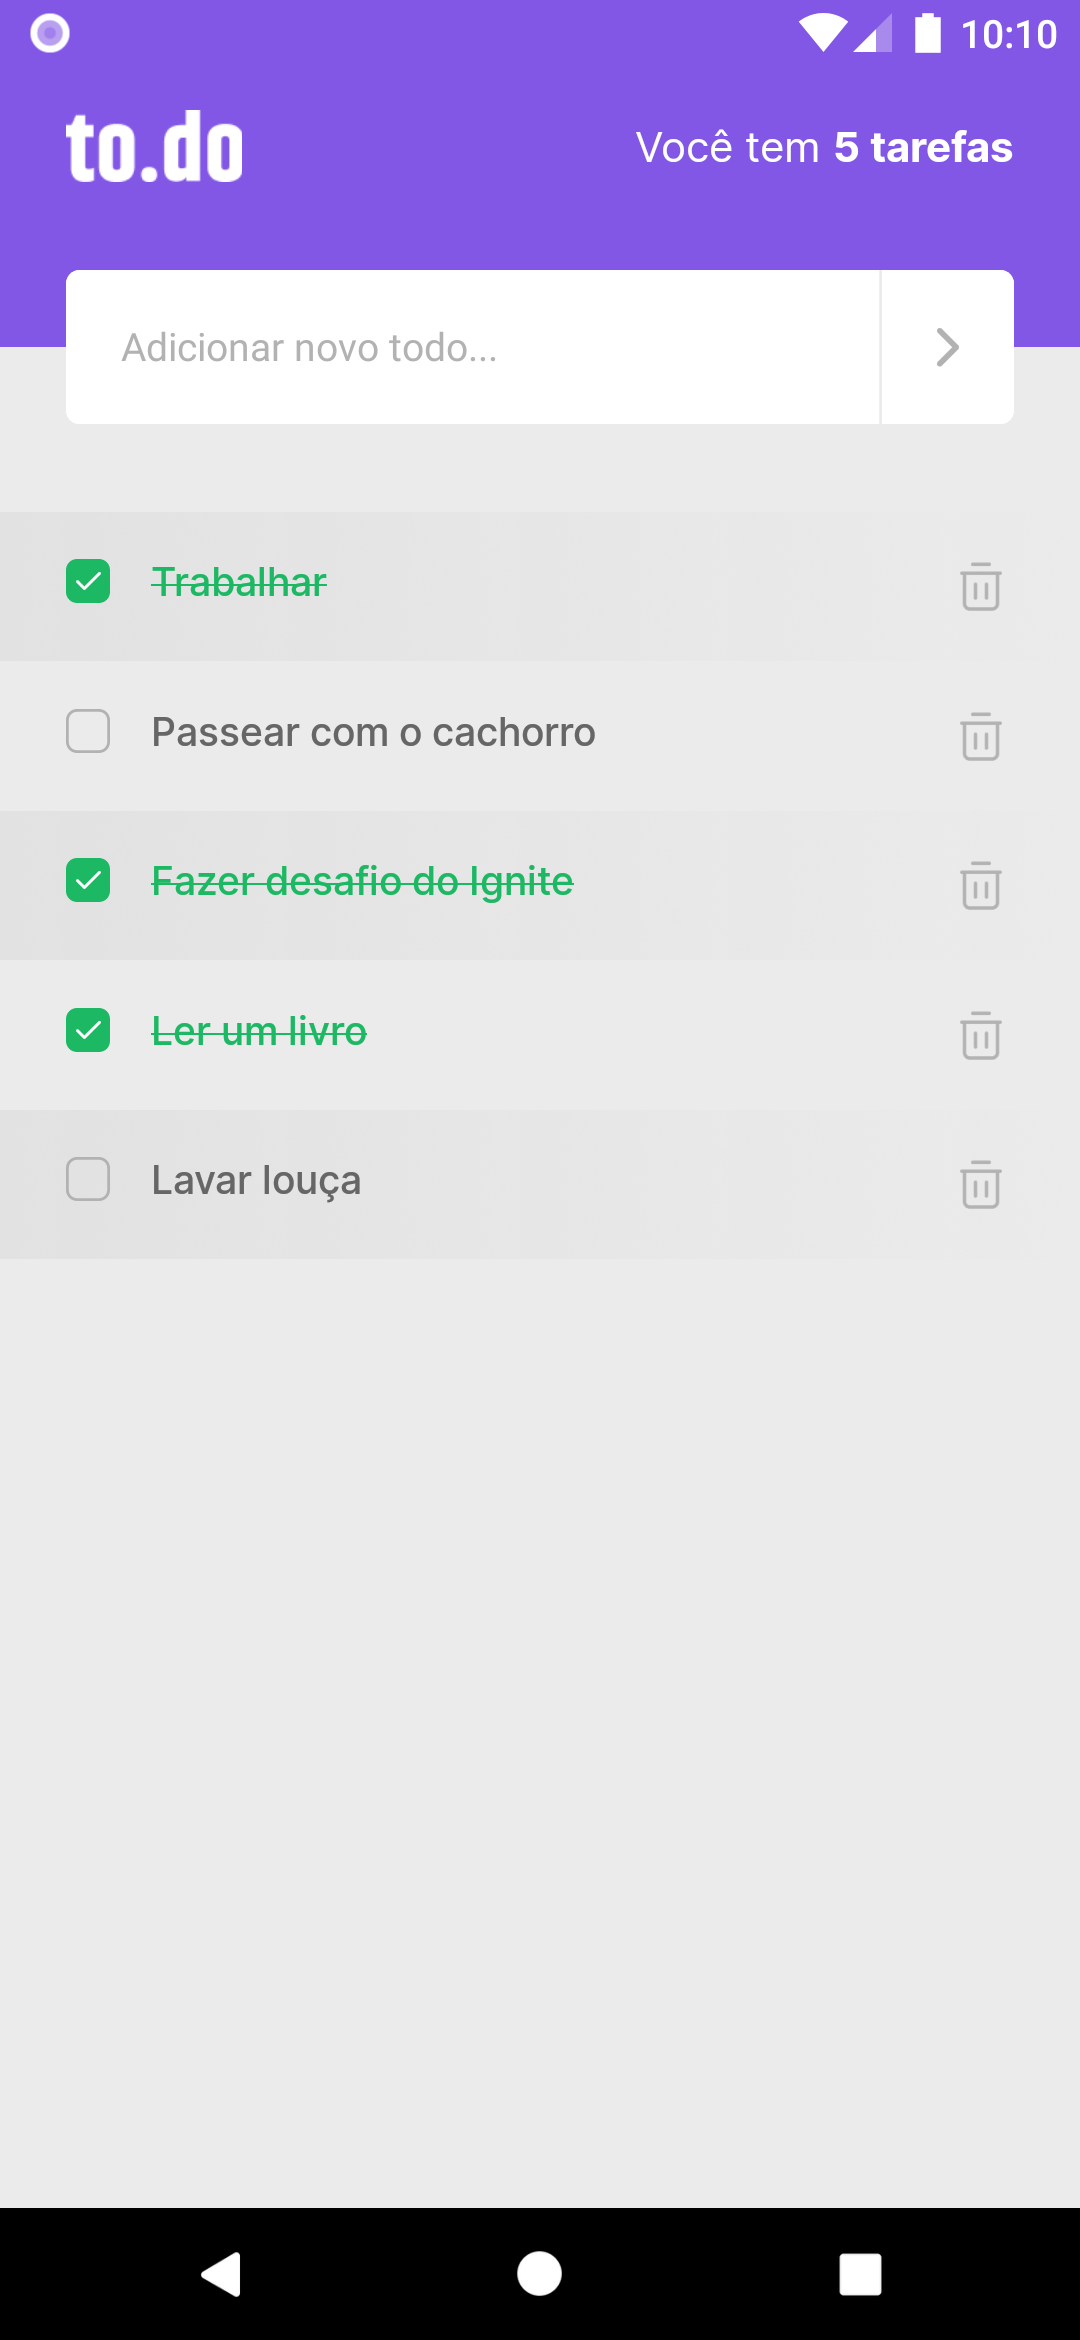 10:10
to.do
Você tem 5 tarefas
Adicionar novo todo...
Trabalhar
Passear com o cachorro
Fazer desafio do Ignite
Ler um livro
Lavar louça